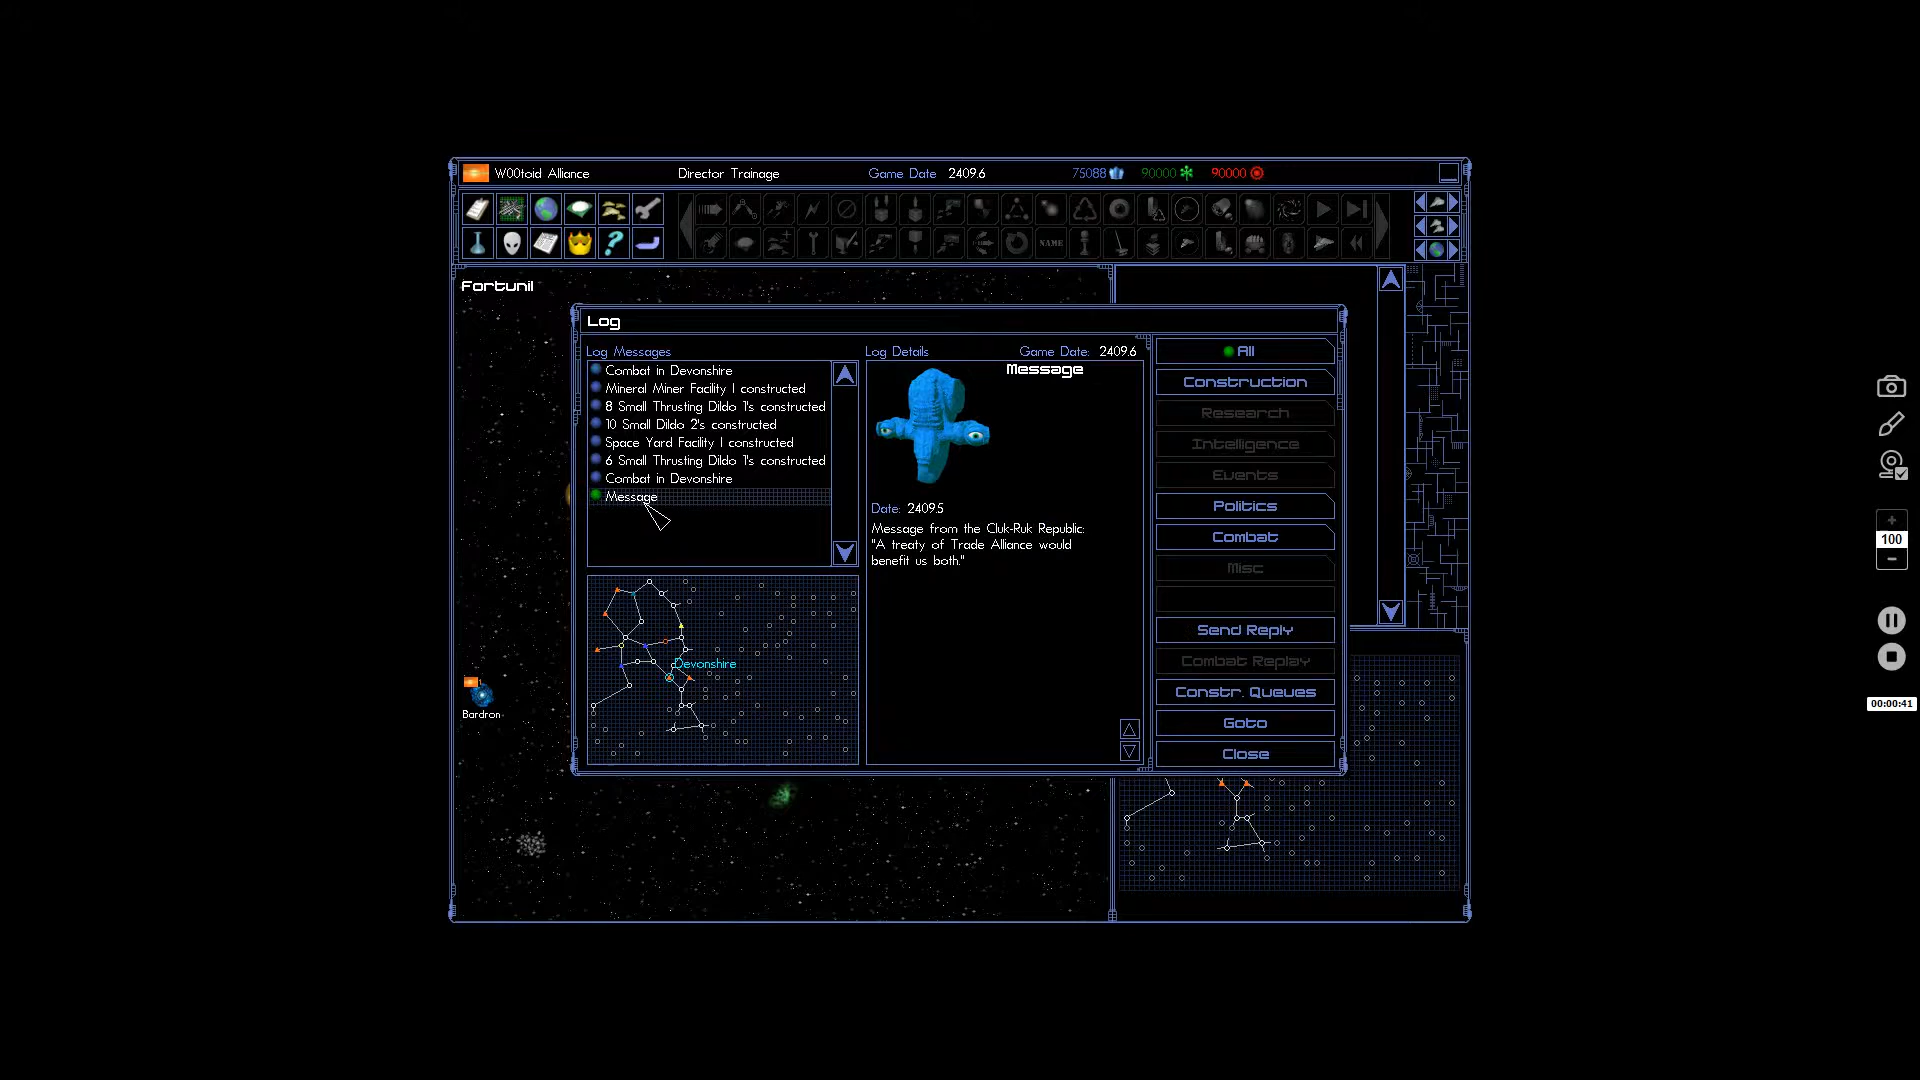 W00toid Alliance
Director Trainage
Game Date 2409.6
75088
90000
90000
NAME
Fortunil
Log
Log Messages
Combat in Devonshire
Mineral Miner Facility I constructed
8 Small Thrusting Dildo 1's constructed
10 Small Dildo 2's constructed
Space Yard Facility I constructed
6 Small Thrusting Dildo 1's constructed
Combat in Devonshire
Message
Devonshire
Log Details
Game Date: 2409.6
Message
Date: 2409.5
Message from the Cluk-Ruk Republic:
"A treaty of Trade Alliance would
benefit us both."
All
Construction
Research
Intelligence
Events
Politics
Combat
Misc
Send Reply
Combat Replay
Constr. Queues
Goto
Close
1
Bardron
100
00:00:41